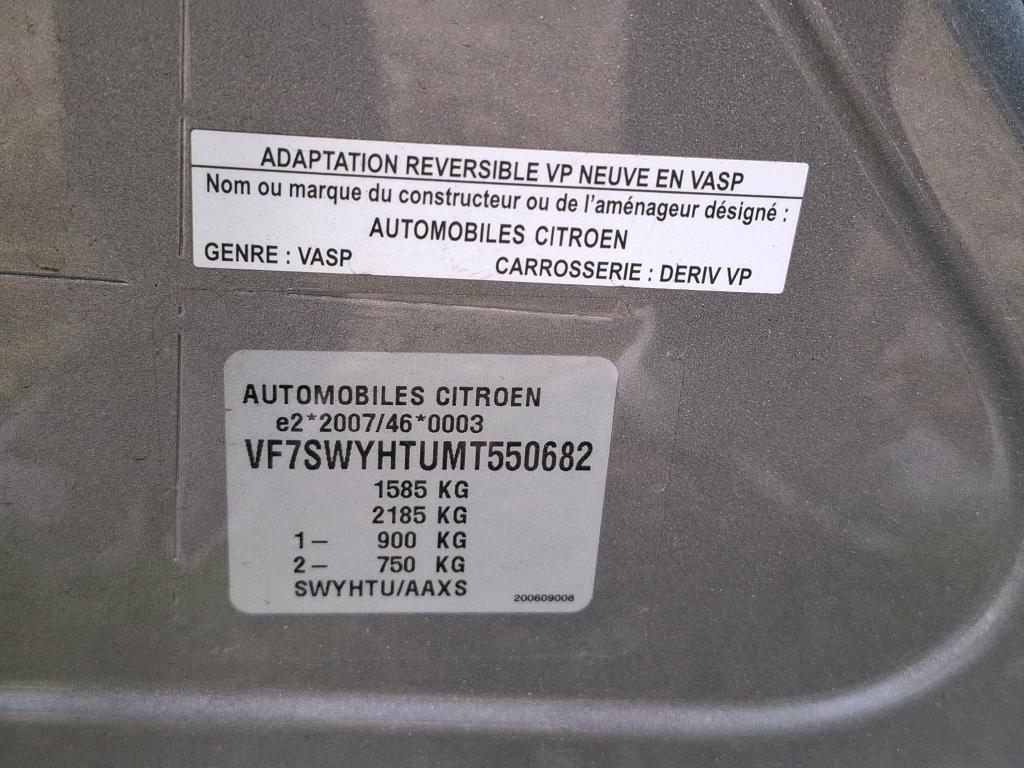 ADAPTATION REVERSIBLE VP NEUVE EN VASP
Nom ou marque du constructeur ou de l'aménageur désigné :
AUTOMOBILES CITROEN
GENRE : VASP CARROSSERIE : DERIV VP
AUTOMOBILES CITROEN
e2*2007/46*0003
VF7SWYHTUMT550682
1585 KG
2185 KG
1– 900 KG
2– 750 KG
SWYHTU/AAXS 200609008